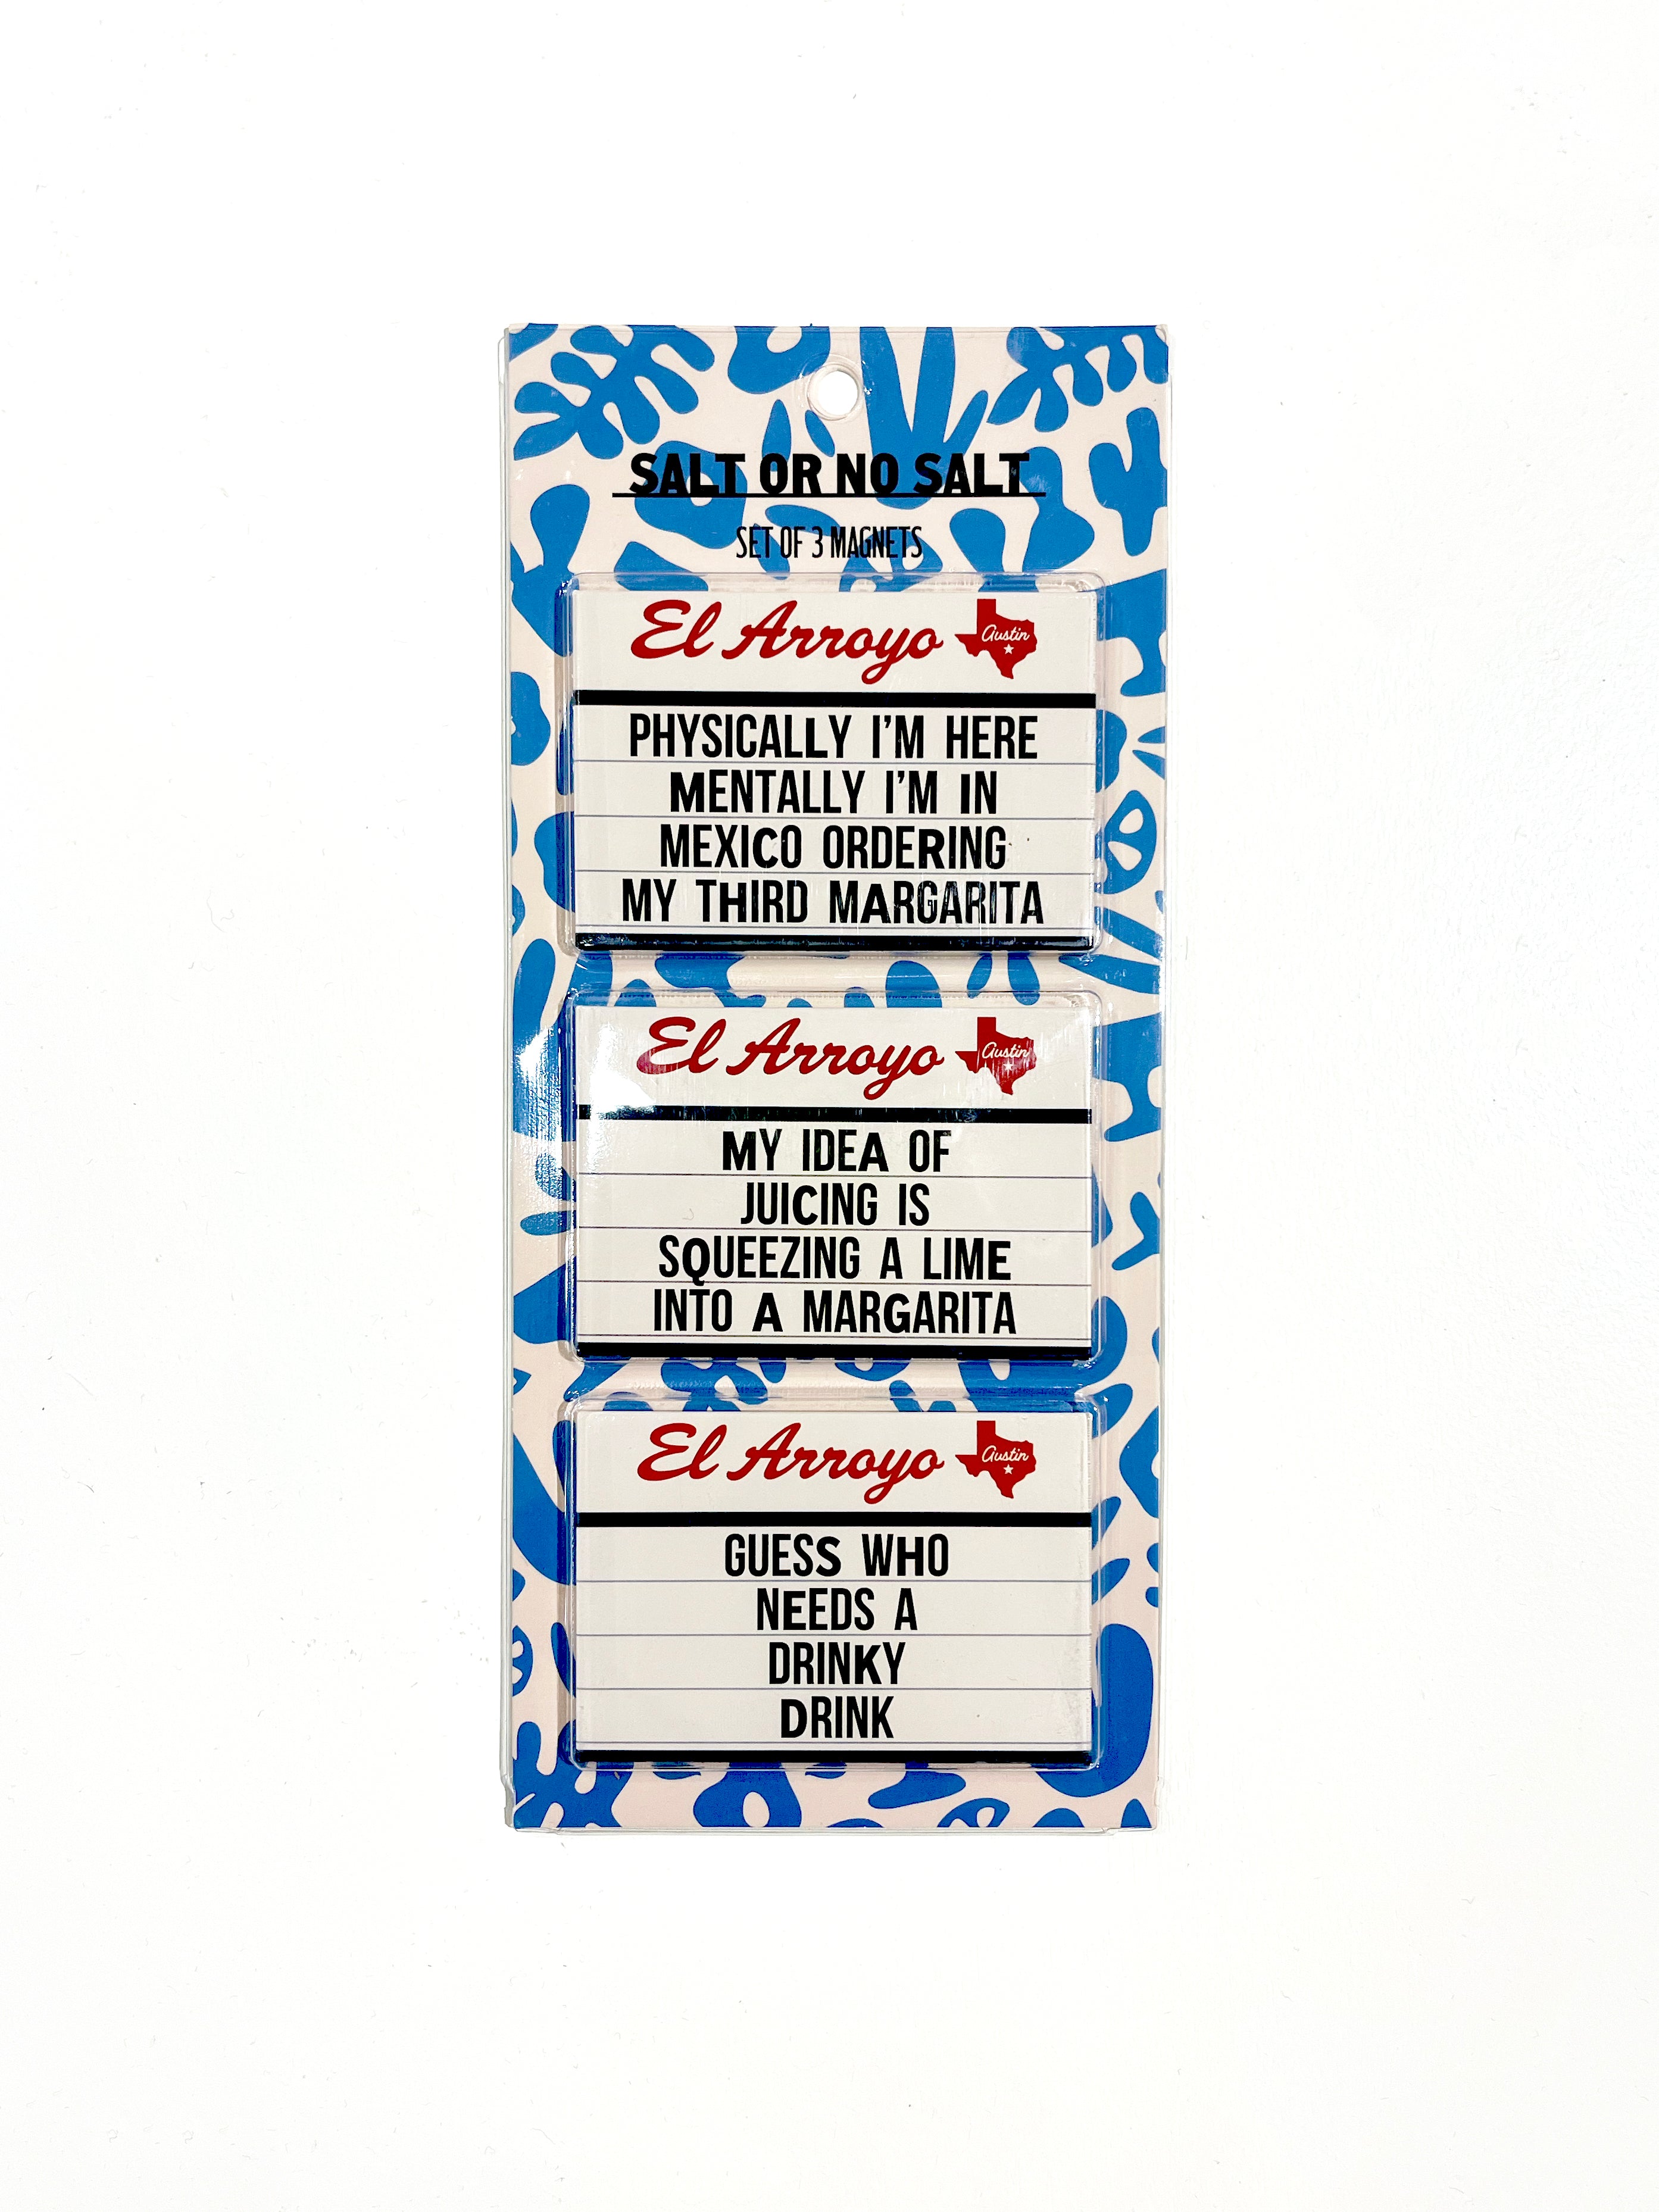 SALT OR NO SALT
SET OF 3 MAGNETS
El Arroyo Austin
PHYSICALLY I'M HERE
MENTALLY I'M IN
MEXICO ORDERING
MY THIRD MARGARITA
El Arroyo Austin
MY IDEA OF
JUICING IS
SQUEEZING A LIME
INTO A MARGARITA
El Arroyo Austin
GUESS WHO
NEEDS A
DRINKY
DRINK